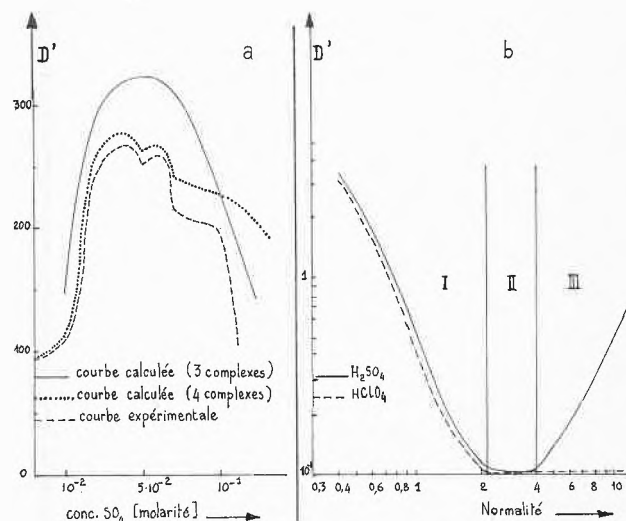 D'
a
300
200
100
0
courbe calculée (3 complexes)
courbe calculée (4 complexes)
courbe expérimentale
10⁻² 5·10⁻² 10⁻¹
conc. SO₄ [molarité]
D'
b
1
10⁻¹
I II III
H₂SO₄
HClO₄
0,3 0,4 0,6 0,8 1 2 4 6 8 10
Normalité